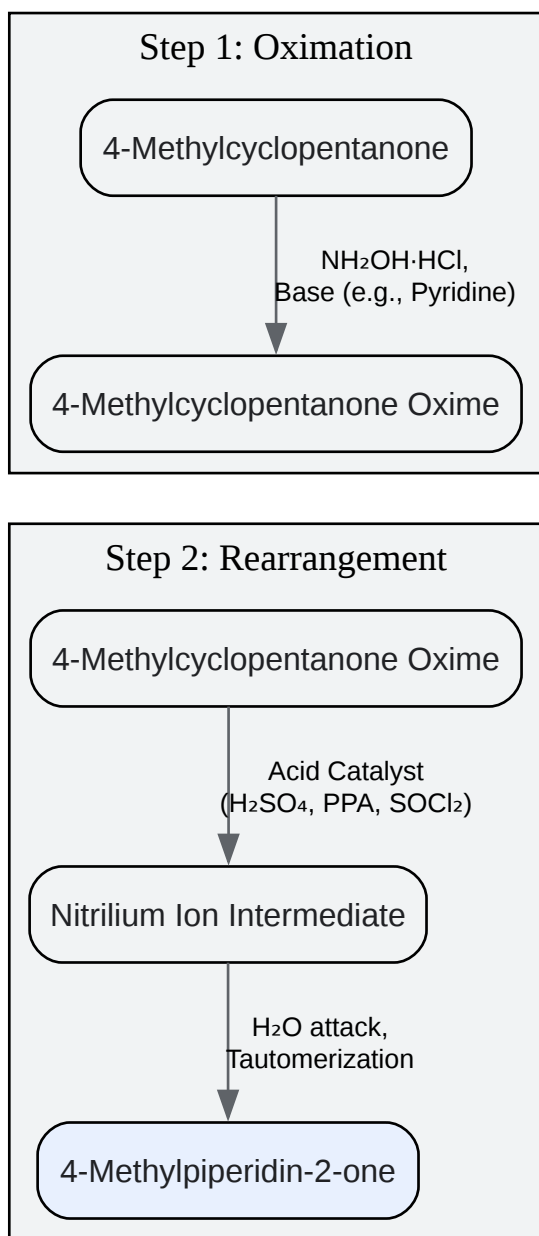 Step 1: Oximation
4-Methylcyclopentanone
NH₂OH·HCl,
Base (e.g., Pyridine)
4-Methylcyclopentanone Oxime
Step 2: Rearrangement
4-Methylcyclopentanone Oxime
Acid Catalyst
(H₂SO₄, PPA, SOCl₂)
Nitrilium Ion Intermediate
H₂O attack,
Tautomerization
4-Methylpiperidin-2-one